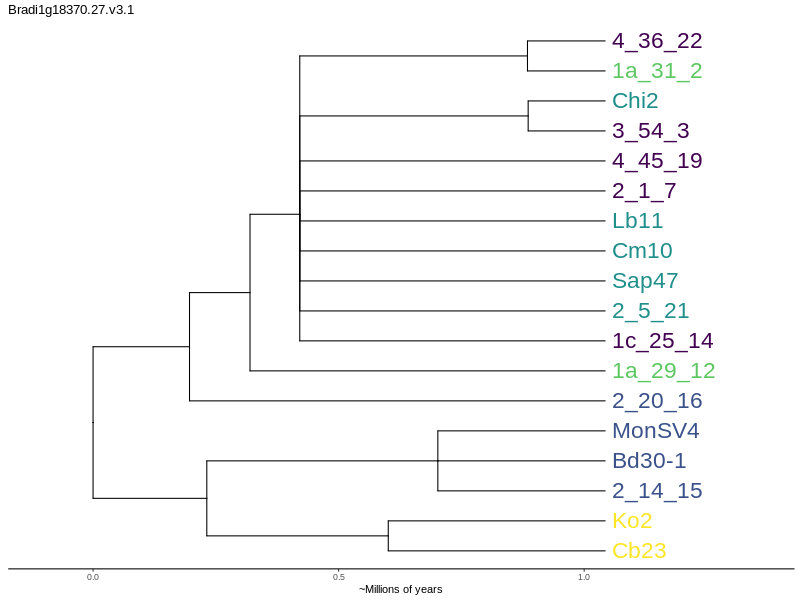 Bradi1g18370.27.v3.1
4_36_22
1a_31_2
Chi2
3_54_3
4_45_19
2_1_7
Lb11
Cm10
Sap47
2_5_21
1c_25_14
1a_29_12
2_20_16
MonSV4
Bd30-1
2_14_15
Ko2
Cb23
0.0 0.5 1.0
~Millions of years